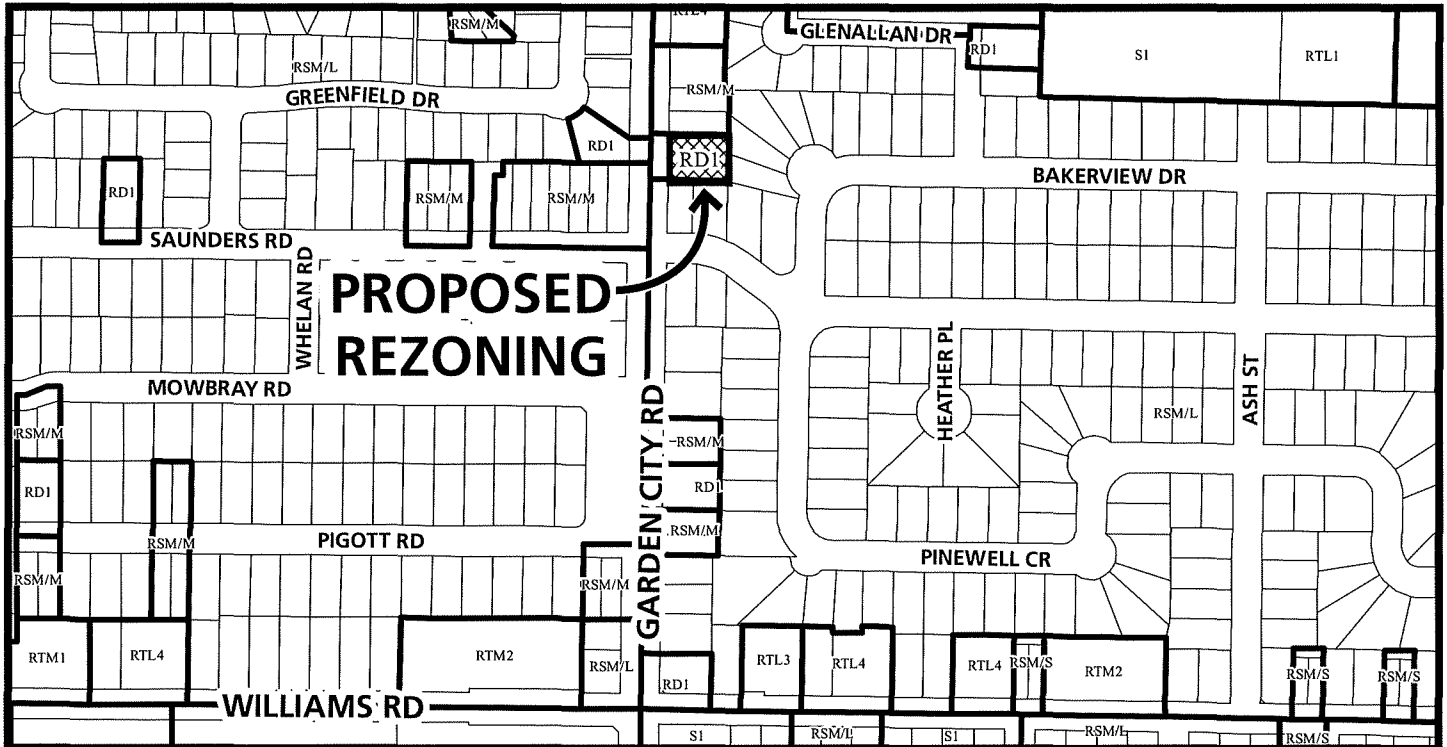 RSM/M
RTL4
GLENALLAN DR
RD1
S1
RTL1
RSM/L
RSM/M
GREENFIELD DR
RD1
RD1
BAKERVIEW DR
RD1
RSM/M
RSM/M
SAUNDERS RD
WHELAN RD
PROPOSED
REZONING
MOWBRAY RD
HEATHER PL
ASH ST
GARDEN CITY RD
RSM/L
RSM/M
RSM/M
RD1
RD1
RSM/M
RSM/M
PIGOTT RD
PINEWELL CR
RSM/M
RSM/M
RTM1
RTL4
RTM2
RSM/L
RD1
RTL3
RTL4
RTL4
RSM/S
RTM2
RSM/S
RSM/S
WILLIAMS RD
S1
RSM/L
S1
RSM/L
RSM/S